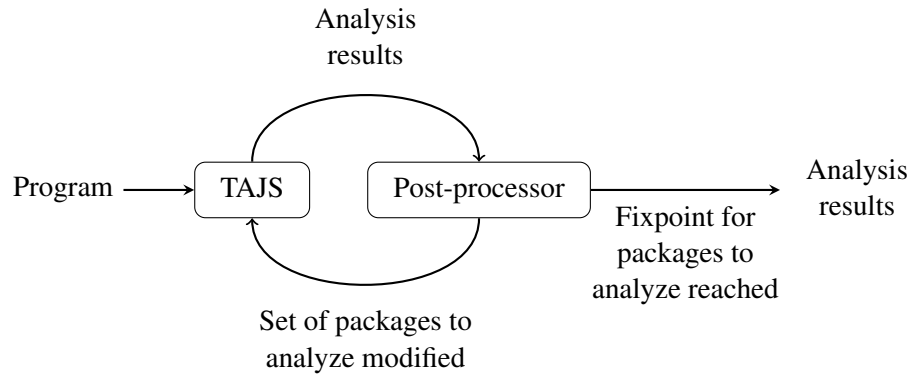 Analysis
results
Program
TAJS
Post-processor
Analysis
results
Fixpoint for
packages to
analyze reached
Set of packages to
analyze modified